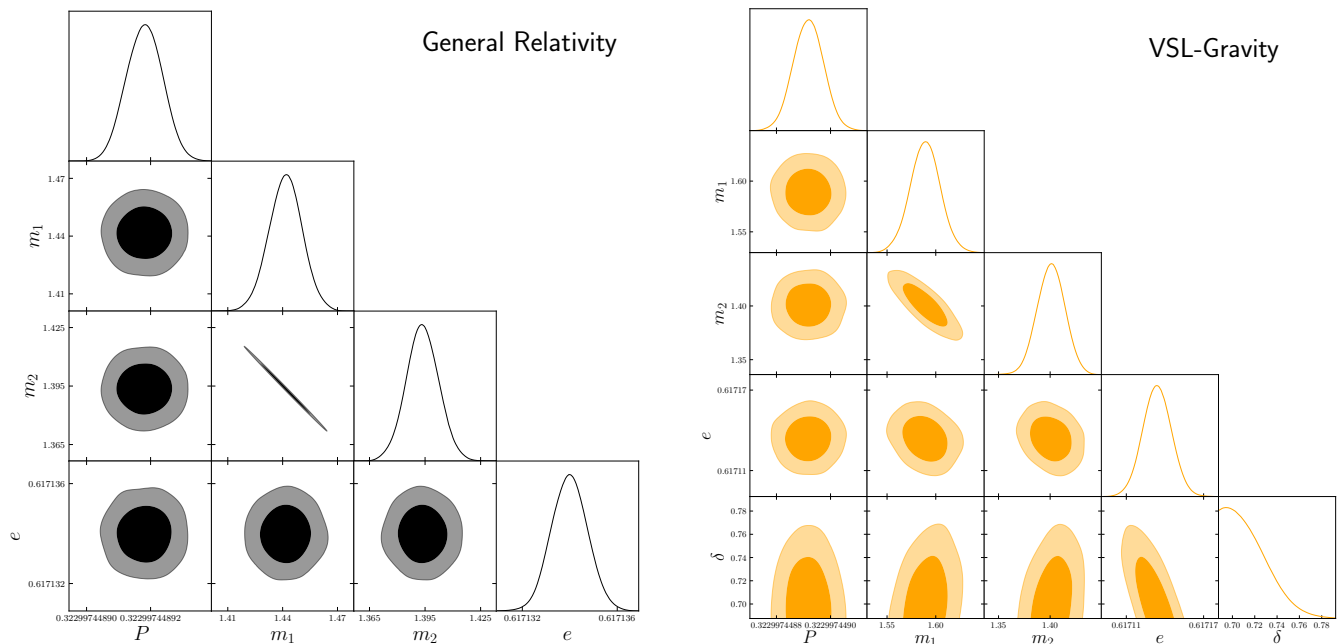 General Relativity
VSL-Gravity
1.47
1.44
1.41
m₁
1.425
1.395
1.365
m₂
0.617136
0.617132
e
0.32299744890 0.32299744892
P
1.41 1.44 1.47
m₁
1.365 1.395 1.425
m₂
0.617132 0.617136
e
1.60
1.55
m₁
1.40
1.35
m₂
0.61717
0.61711
e
0.78
0.76
0.74
0.72
0.70
δ
0.3229974488 0.3229974490
P
1.55 1.60
m₁
1.35 1.40
m₂
0.61711 0.61717
e
0.70 0.72 0.74 0.76 0.78
δ